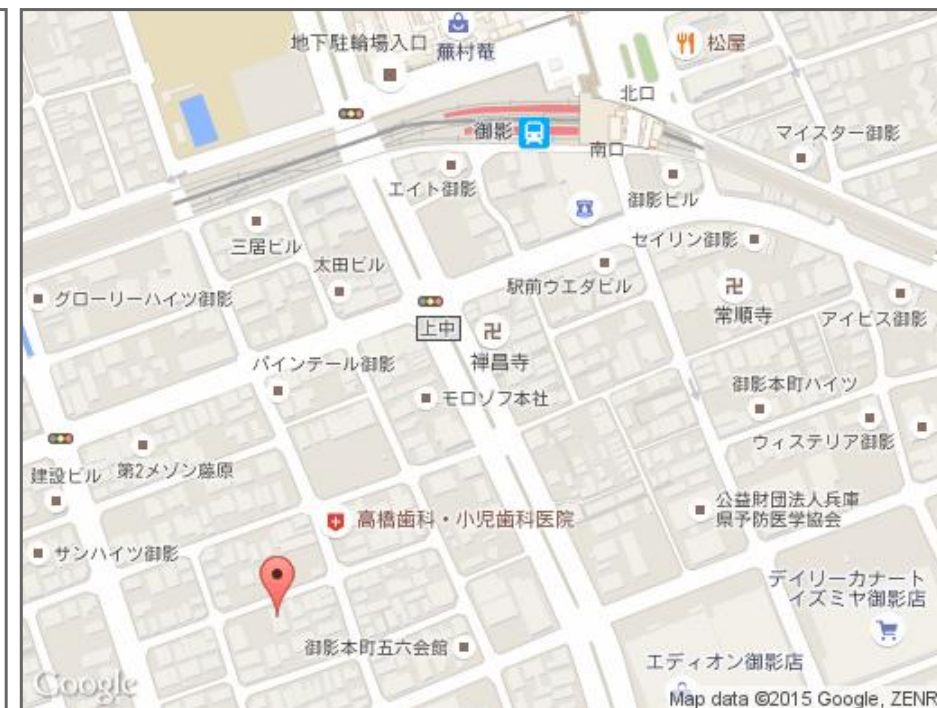 地下駐輪場入口
蕪村菴
松屋
北口
御影
南口
マイスター御影
エイト御影
御影ビル
三居ビル
セイリン御影
太田ビル
駅前ウエダビル
グローリーハイツ御影
常順寺
アイビス御影
上中
禅昌寺
パインテール御影
御影本町ハイツ
モロゾフ本社
ウィステリア御影
建設ビル
第2メゾン藤原
公益財団法人兵庫
県予防医学協会
高橋歯科・小児歯科医院
サンハイツ御影
デイリーカナート
イズミヤ御影店
御影本町五六会館
エディオン御影店
Google
Map data ©2015 Google, ZENR